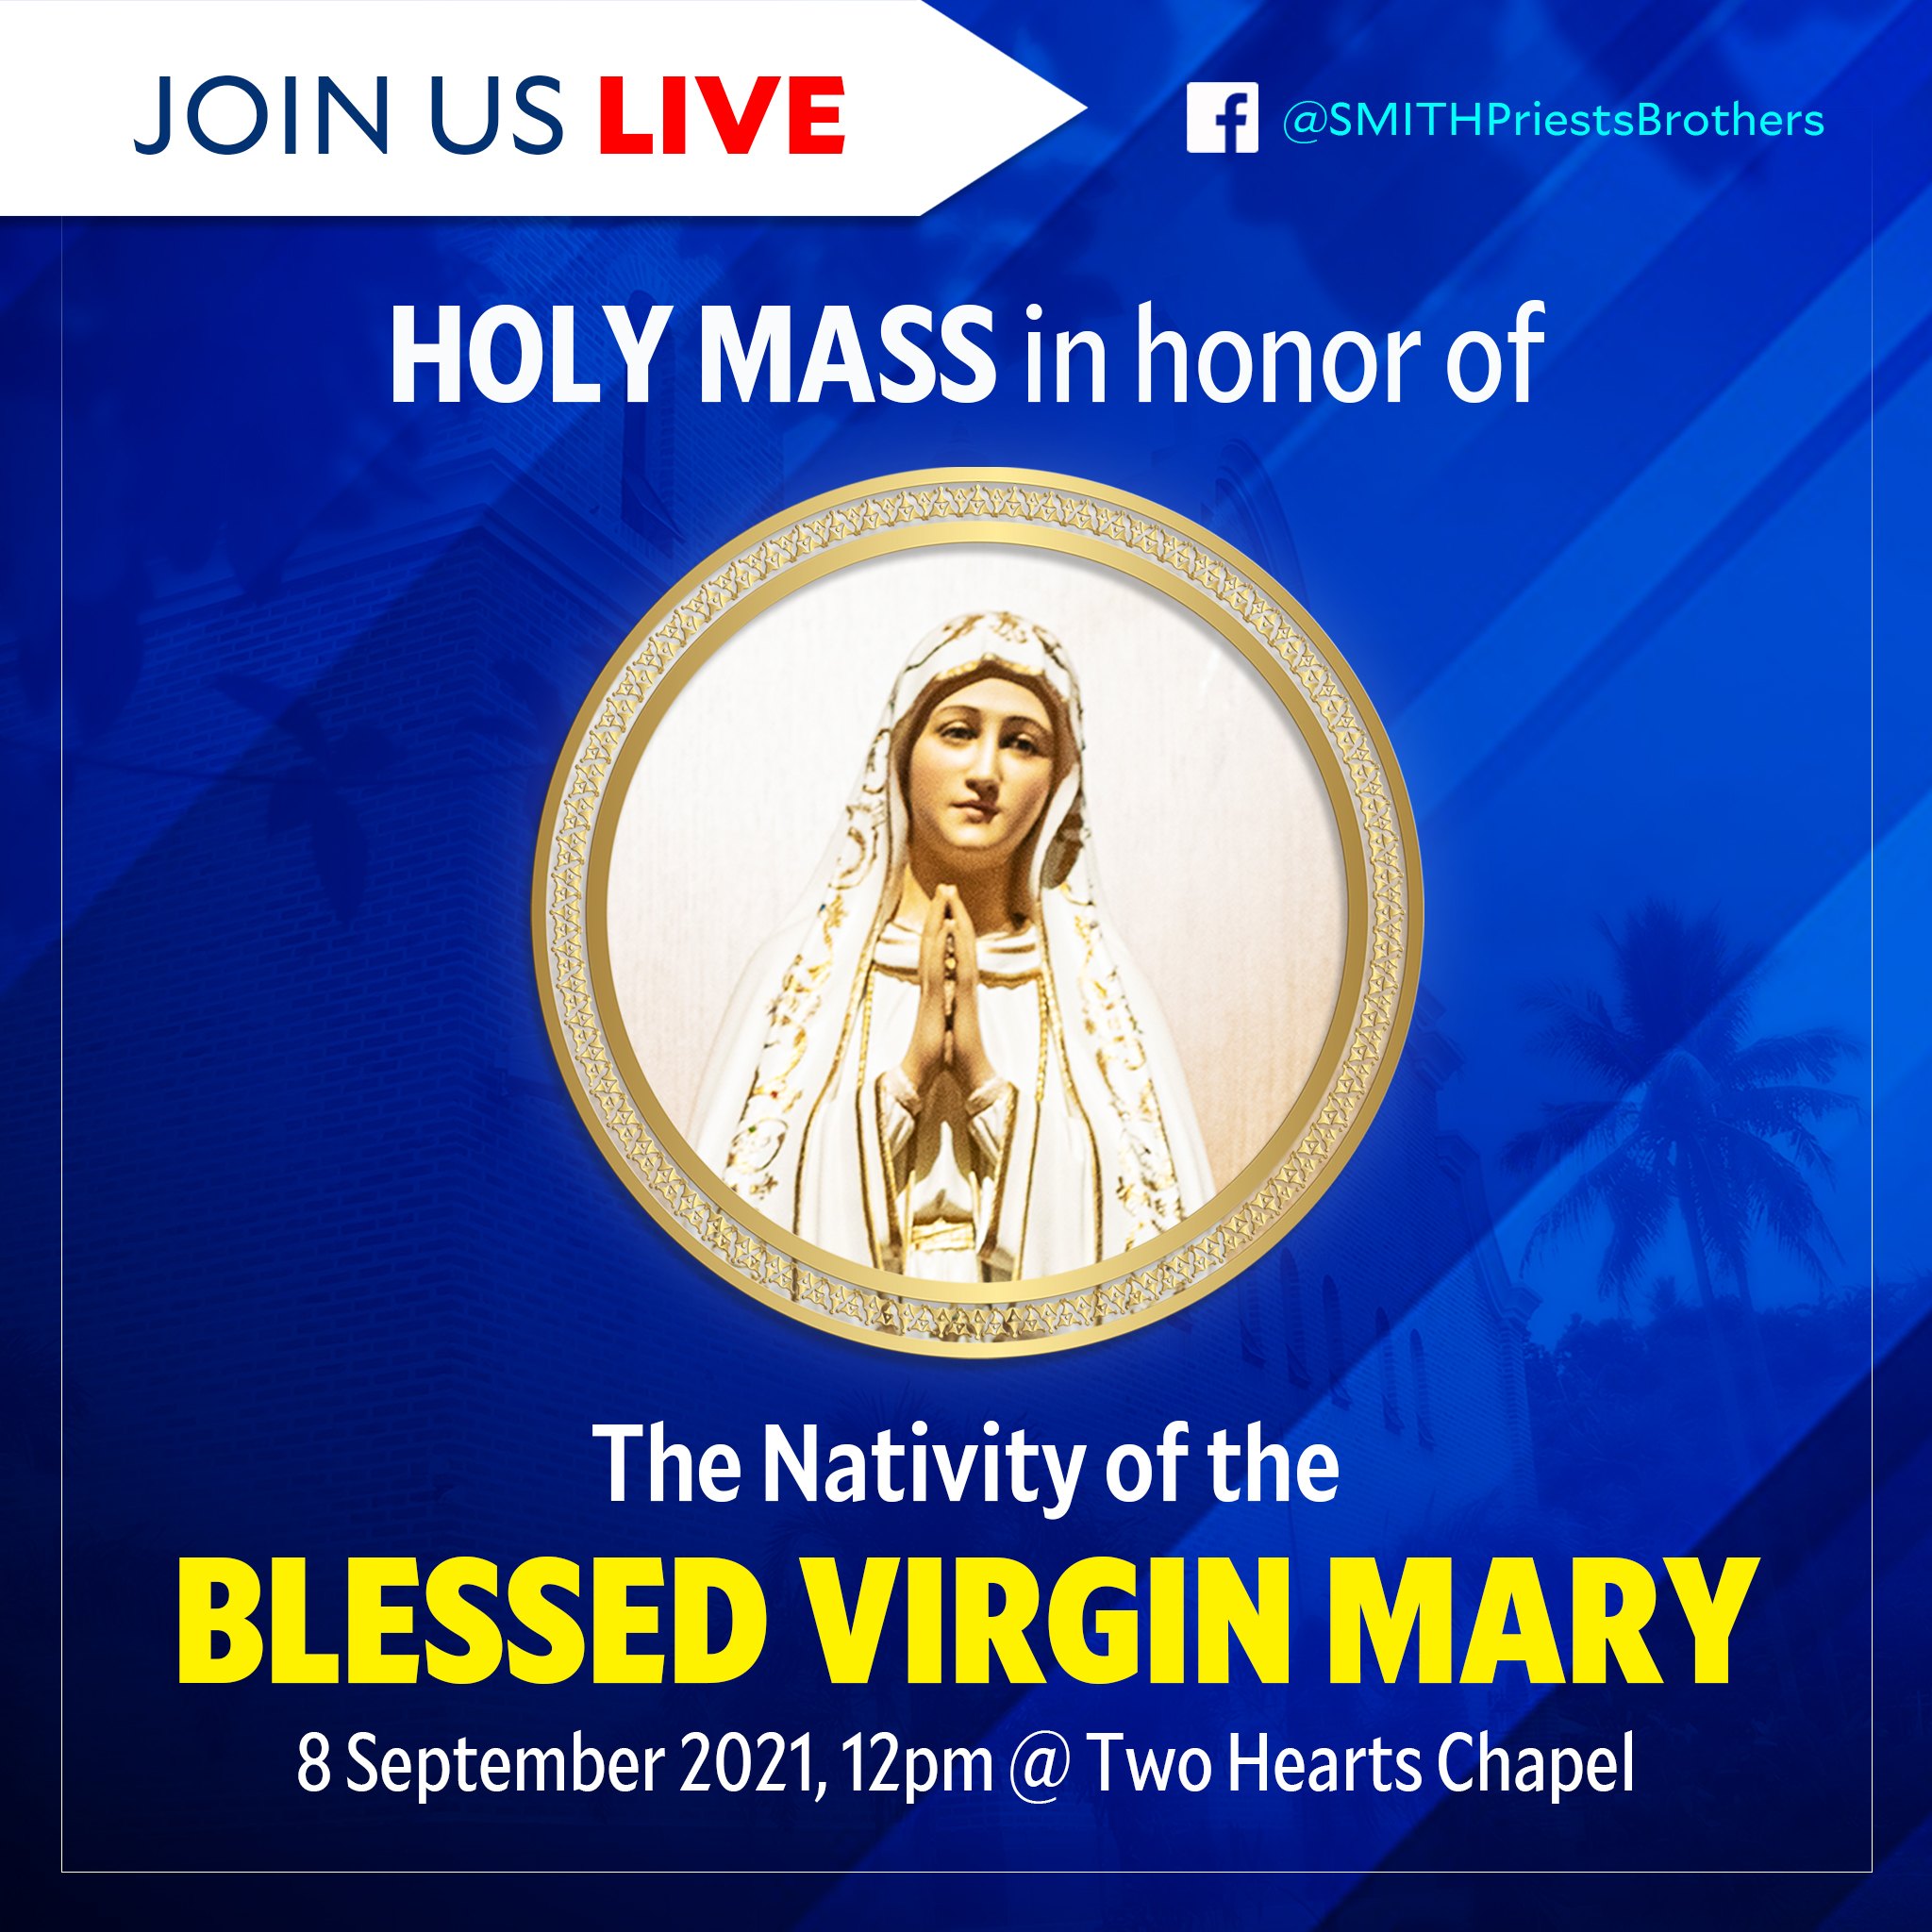 JOIN US LIVE
@SMITHPriestsBrothers
HOLY MASS in honor of
The Nativity of the
BLESSED VIRGIN MARY
8 September 2021, 12pm @ Two Hearts Chapel